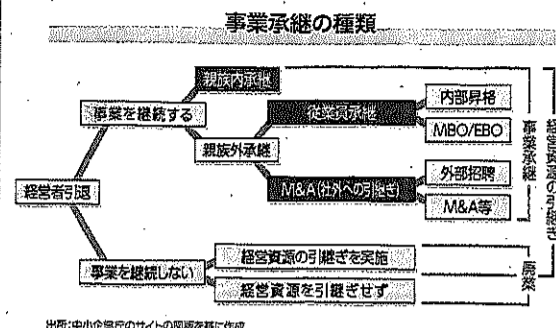 事業承継の種類
親族内承継
事業を継続する
従業員承継
内部昇格
MBO/EBO
親族外承継
経営者引退
M&A(社外への引継ぎ)
外部招聘
M&A等
事業承継
経営資源の引継ぎ
事業を継続しない
経営資源の引継ぎを実施
経営資源を引継ぎせず
廃業
出所:中小企業庁のサイトの図版を基に作成